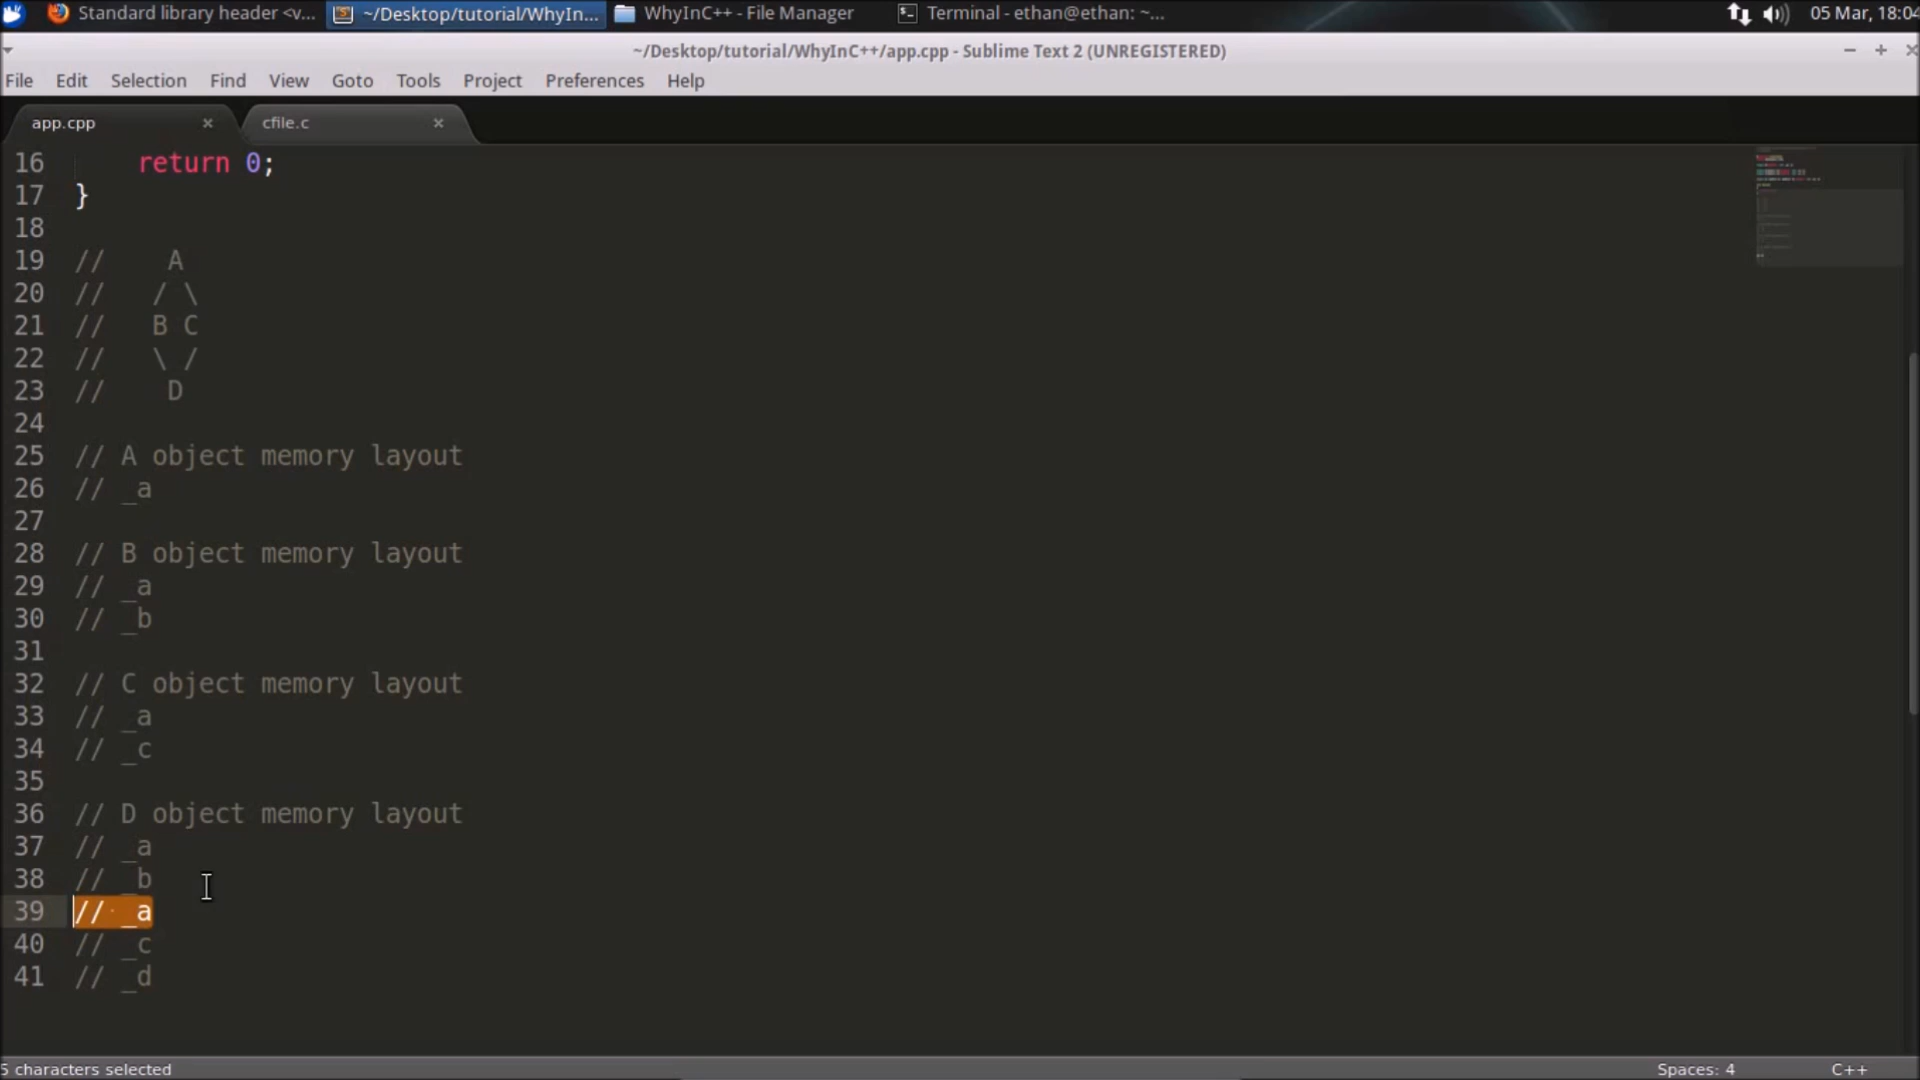 Standard library header <v... ~/Desktop/tutorial/WhyIn... WhyInC++ - File Manager Terminal - ethan@ethan: ~... 05 Mar, 18:04
~/Desktop/tutorial/WhyInC++/app.cpp - Sublime Text 2 (UNREGISTERED)
File Edit Selection Find View Goto Tools Project Preferences Help
app.cpp × cfile.c ×
16     return 0;
17 }
18
19 //    A
20 //   / \
21 //   B C
22 //   \ /
23 //    D
24
25 // A object memory layout
26 // _a
27
28 // B object memory layout
29 // _a
30 // _b
31
32 // C object memory layout
33 // _a
34 // _c
35
36 // D object memory layout
37 // _a
38 // _b
39 // _a
40 // _c
41 // _d
5 characters selected Spaces: 4 C++